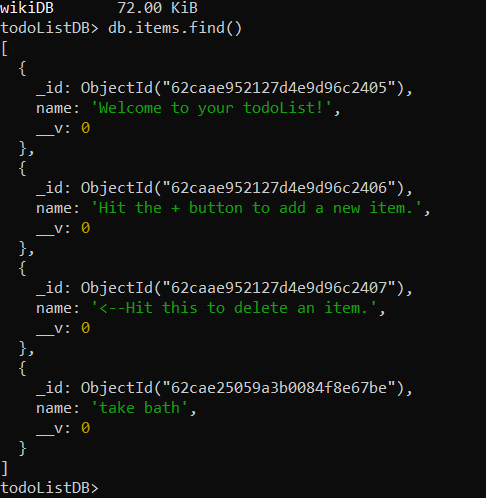 wikiDB       72.00 KiB
todoListDB> db.items.find()
[
  {
    _id: ObjectId("62caae952127d4e9d96c2405"),
    name: 'Welcome to your todoList!',
    __v: 0
  },
  {
    _id: ObjectId("62caae952127d4e9d96c2406"),
    name: 'Hit the + button to add a new item.',
    __v: 0
  },
  {
    _id: ObjectId("62caae952127d4e9d96c2407"),
    name: '<--Hit this to delete an item.',
    __v: 0
  },
  {
    _id: ObjectId("62cae25059a3b0084f8e67be"),
    name: 'take bath',
    __v: 0
  }
]
todoListDB>